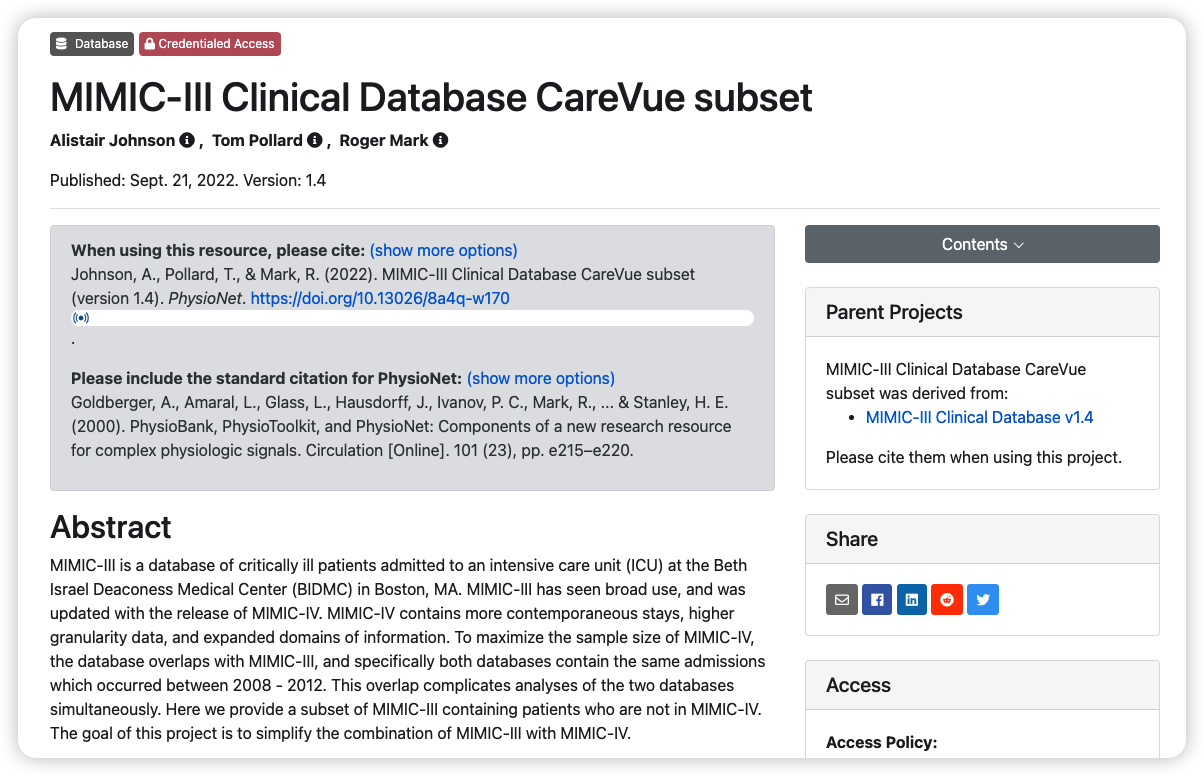 Database Credentialed Access
MIMIC-III Clinical Database CareVue subset
Alistair Johnson , Tom Pollard , Roger Mark
Published: Sept. 21, 2022. Version: 1.4
When using this resource, please cite: (show more options)
Johnson, A., Pollard, T., & Mark, R. (2022). MIMIC-III Clinical Database CareVue subset
(version 1.4). PhysioNet. https://doi.org/10.13026/8a4q-w170
.
Please include the standard citation for PhysioNet: (show more options)
Goldberger, A., Amaral, L., Glass, L., Hausdorff, J., Ivanov, P. C., Mark, R., ... & Stanley, H. E.
(2000). PhysioBank, PhysioToolkit, and PhysioNet: Components of a new research resource
for complex physiologic signals. Circulation [Online]. 101 (23), pp. e215–e220.
Abstract
MIMIC-III is a database of critically ill patients admitted to an intensive care unit (ICU) at the Beth
Israel Deaconess Medical Center (BIDMC) in Boston, MA. MIMIC-III has seen broad use, and was
updated with the release of MIMIC-IV. MIMIC-IV contains more contemporaneous stays, higher
granularity data, and expanded domains of information. To maximize the sample size of MIMIC-IV,
the database overlaps with MIMIC-III, and specifically both databases contain the same admissions
which occurred between 2008 - 2012. This overlap complicates analyses of the two databases
simultaneously. Here we provide a subset of MIMIC-III containing patients who are not in MIMIC-IV.
The goal of this project is to simplify the combination of MIMIC-III with MIMIC-IV.
Contents
Parent Projects
MIMIC-III Clinical Database CareVue
subset was derived from:
• MIMIC-III Clinical Database v1.4
Please cite them when using this project.
Share
Access
Access Policy: